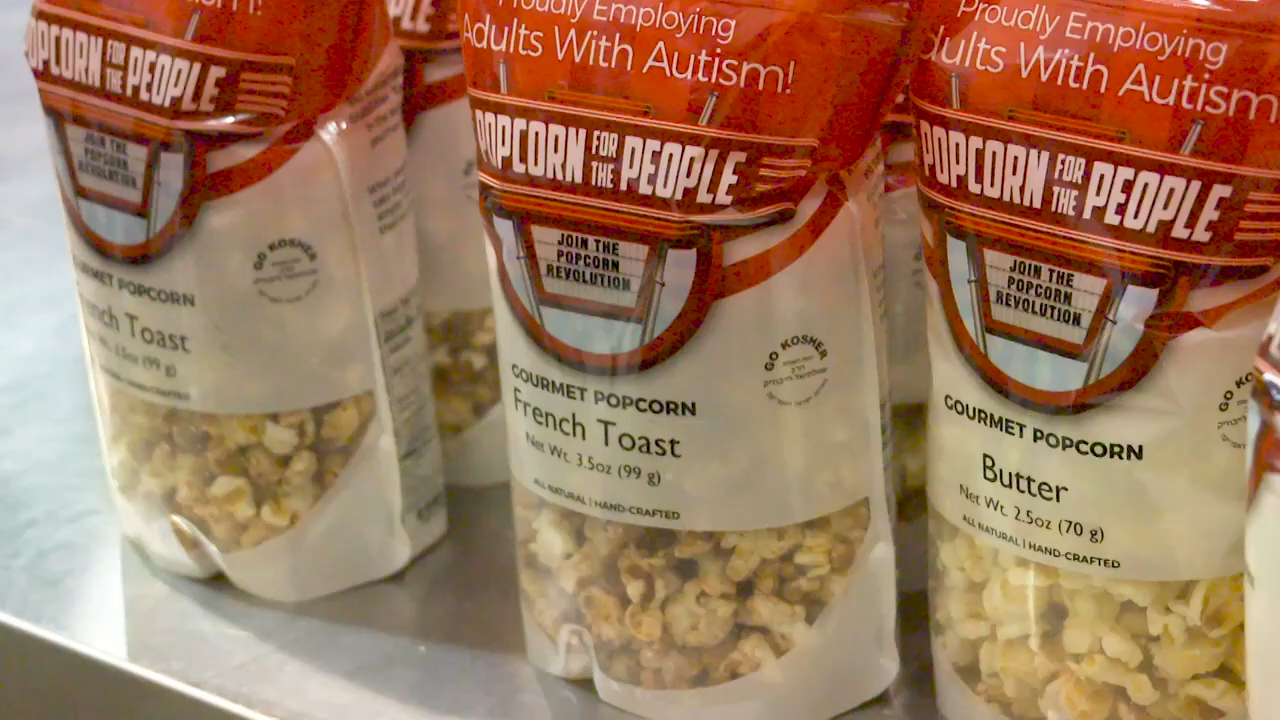 POPCORN FOR THE PEOPLE
JOIN THE
POPCORN
REVOLUTION
GO KOSHER
GOURMET POPCORN
French Toast
3.5oz (99 g)
Proudly Employing
Adults With Autism!
POPCORN FOR THE PEOPLE
JOIN THE
POPCORN
REVOLUTION
GO KOSHER
GOURMET POPCORN
French Toast
Net Wt. 3.5oz (99 g)
ALL NATURAL | HAND-CRAFTED
Proudly Employing
Adults With Autism
POPCORN FOR THE PEOPLE
JOIN THE
POPCORN
REVOLUTION
GOURMET POPCORN
Butter
Net Wt. 2.5oz (70 g)
ALL NATURAL | HAND-CRAFTED